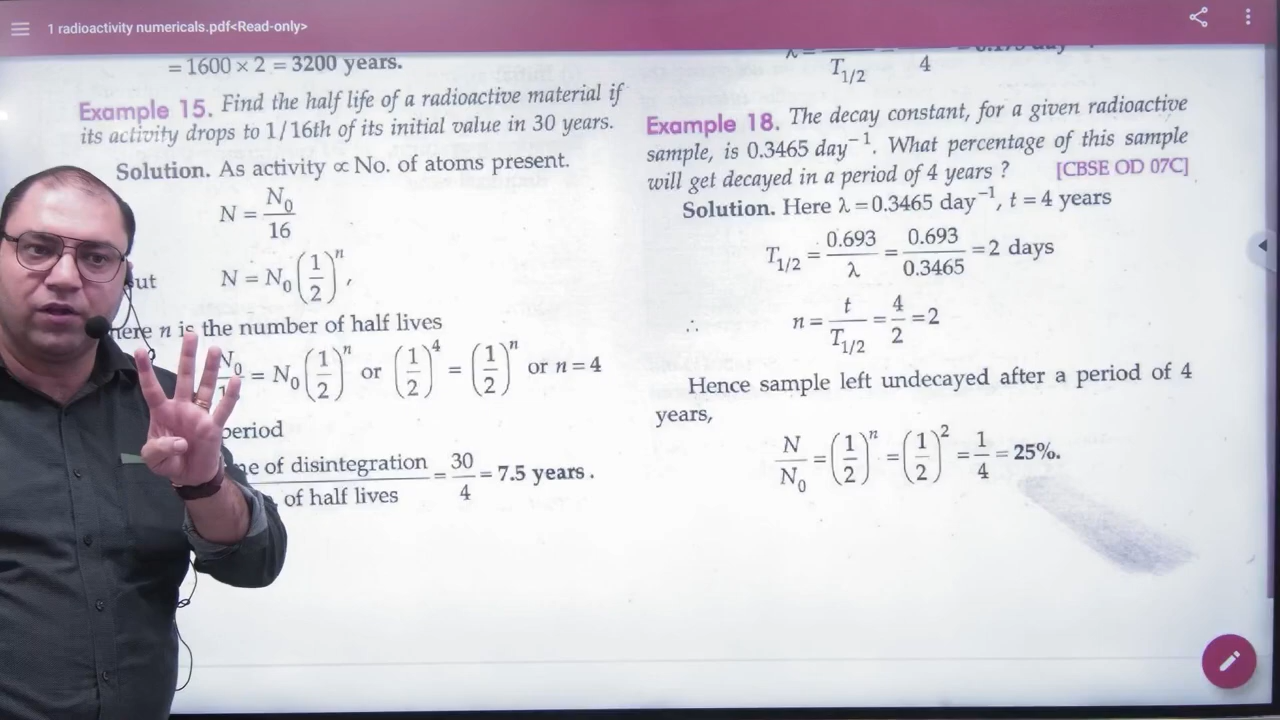 1 radioactivity numericals.pdf<Read-only>
= 1600 × 2 = 3200 years.
Example 15. Find the half life of a radioactive material if
its activity drops to 1/16th of its initial value in 30 years.
Solution. As activity ∝ No. of atoms present.
N = N₀/16
N = N₀(1/2)ⁿ,
n is the number of half lives
= N₀(1/2)ⁿ or (1/2)⁴ = (1/2)ⁿ or n = 4
period
of disintegration
of half lives
= 30/4 = 7.5 years.
T1/2 4
Example 18. The decay constant, for a given radioactive
sample, is 0.3465 day⁻¹. What percentage of this sample
will get decayed in a period of 4 years ? [CBSE OD 07C]
Solution. Here λ = 0.3465 day⁻¹, t = 4 years
T1/2 = 0.693/λ = 0.693/0.3465 = 2 days
∴ n = t/T1/2 = 4/2 = 2
Hence sample left undecayed after a period of 4
years,
N/N₀ = (1/2)ⁿ = (1/2)² = 1/4 = 25%.